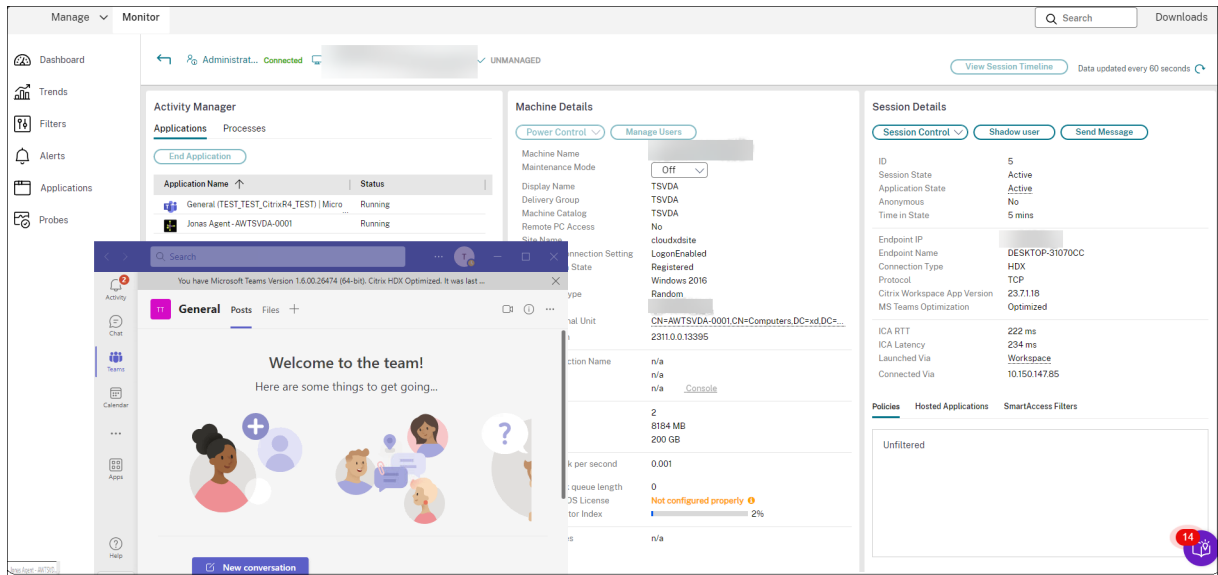 Manage
Monitor
Search
Downloads
Dashboard
Trends
Filters
Alerts
Applications
Probes
Administrat... Connected
UNMANAGED
View Session Timeline
Data updated every 60 seconds
Activity Manager
Applications Processes
End Application
Application Name Status
General (TEST_TEST_CitrixR4_TEST) | Micro... Running
Jonas Agent - AWTSVDA-0001 Running
Search
...
You have Microsoft Teams Version 1.6.00.26474 (64-bit). Citrix HDX Optimized. It was last ...
2
Activity
Chat
Teams
Calendar
...
Apps
Help
TT General Posts Files +
...
Welcome to the team!
Here are some things to get going...
?
New conversation
Machine Details
Power Control Manage Users
Machine Name
Maintenance Mode Off
Display Name TSVDA
Delivery Group TSVDA
Machine Catalog TSVDA
Remote PC Access No
Site Name cloudxdsite
nnection Setting LogonEnabled
State Registered
Windows 2016
ype Random
nal Unit CN=AWTSVDA-0001,CN=Computers,DC=xd,DC=...
2311.0.0.13395
ction Name n/a
n/a
n/a Console
2
8184 MB
200 GB
k per second 0.001
queue length 0
OS License Not configured properly
tor Index 2%
n/a
Session Details
Session Control Shadow user Send Message
ID 5
Session State Active
Application State Active
Anonymous No
Time in State 5 mins
Endpoint IP
Endpoint Name DESKTOP-31070CC
Connection Type HDX
Protocol TCP
Citrix Workspace App Version 23.7.1.18
MS Teams Optimization Optimized
ICA RTT 222 ms
ICA Latency 234 ms
Launched Via Workspace
Connected Via 10.150.147.85
Policies Hosted Applications SmartAccess Filters
Unfiltered
14